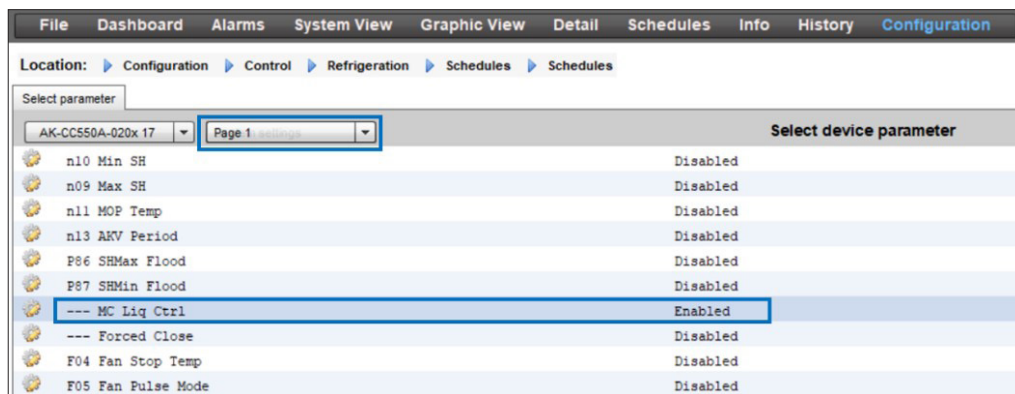 File Dashboard Alarms System View Graphic View Detail Schedules Info History Configuration
Location: Configuration Control Refrigeration Schedules Schedules
Select parameter
AK-CC550A-020x 17 Page 1 settings Select device parameter
n10 Min SH Disabled
n09 Max SH Disabled
n11 MOP Temp Disabled
n13 AKV Period Disabled
P86 SHMax Flood Disabled
P87 SHMin Flood Disabled
--- MC Liq Ctrl Enabled
--- Forced Close Disabled
F04 Fan Stop Temp Disabled
F05 Fan Pulse Mode Disabled